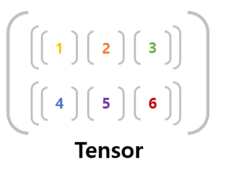 ( ( ( 1 ) ( 2 ) ( 3 ) )
( ( 4 ) ( 5 ) ( 6 ) ) )
Tensor